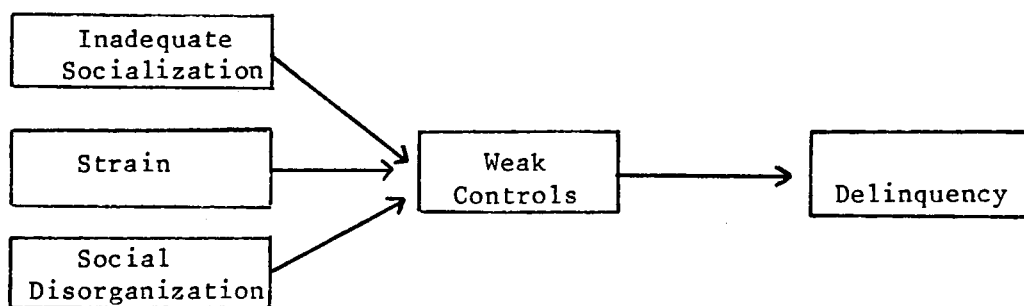 Inadequate
Socialization
Strain
Social
Disorganization
Weak
Controls
Delinquency